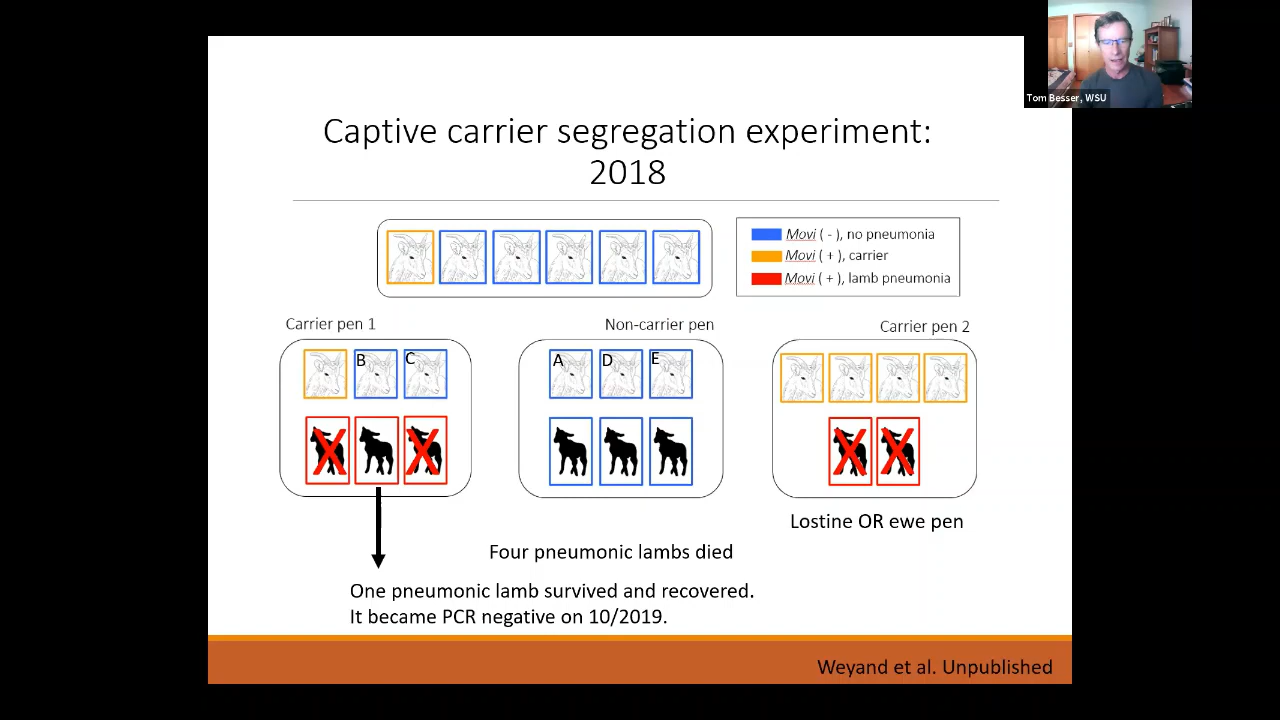 Tom Besser, WSU
Captive carrier segregation experiment:
2018
Movi ( - ), no pneumonia
Movi ( + ), carrier
Movi ( + ), lamb pneumonia
Carrier pen 1
Non-carrier pen
Carrier pen 2
B
C
A
D
E
X
X
X
X
Lostine OR ewe pen
Four pneumonic lambs died
One pneumonic lamb survived and recovered.
It became PCR negative on 10/2019.
Weyand et al. Unpublished